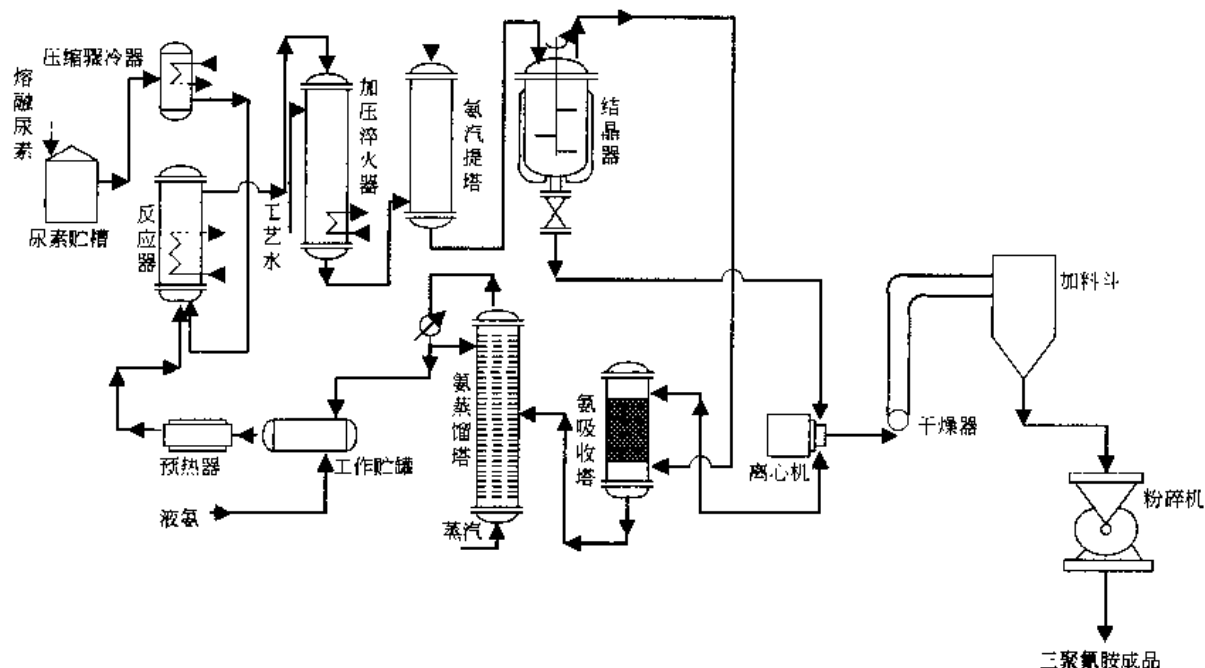 压缩骤冷器
熔融尿素
尿素贮槽
反应器
工艺水
加压淬火器
氨汽提塔
结晶器
加料斗
氨蒸馏塔
氨吸收塔
干燥器
离心机
预热器
工作贮罐
液氨
蒸汽
粉碎机
三聚氰胺成品